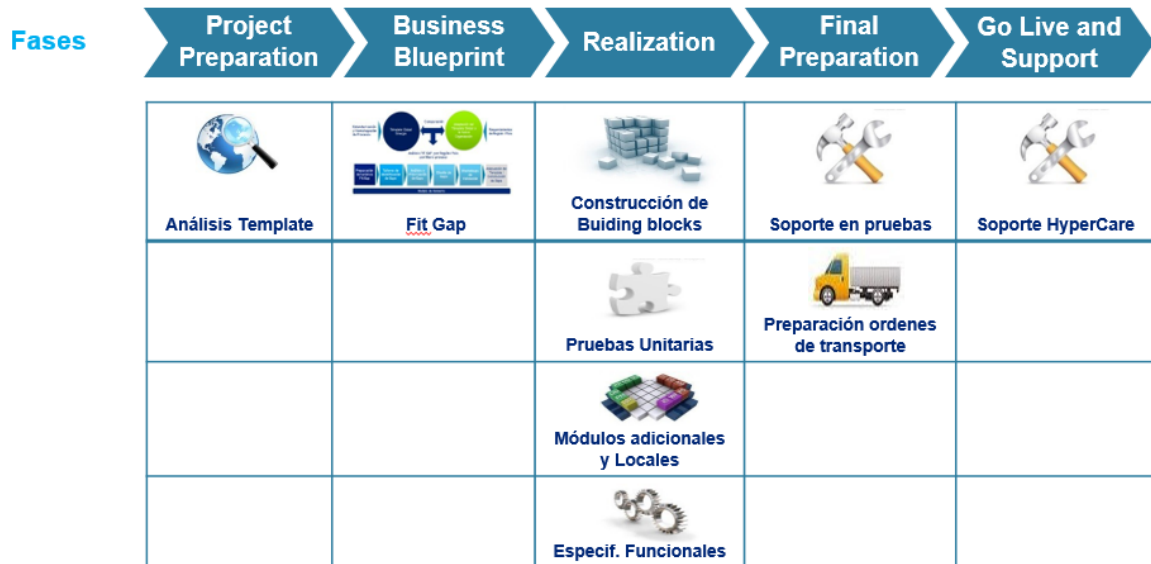 Fases
Project
Preparation
Business
Blueprint
Realization
Final
Preparation
Go Live and
Support
Análisis Template
Fit Gap
Construcción de
Buiding blocks
Soporte en pruebas
Soporte HyperCare
Pruebas Unitarias
Preparación ordenes
de transporte
Módulos adicionales
y Locales
Especif. Funcionales